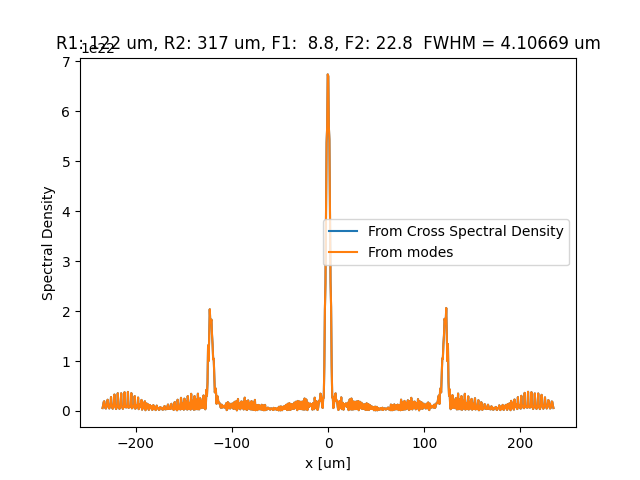 R1: 122 um, R2: 317 um, F1:  8.8, F2: 22.8  FWHM = 4.10669 um
1e22
7
6
5
4
3
2
1
0
Spectral Density
From Cross Spectral Density
From modes
−200
−100
0
100
200
x [um]